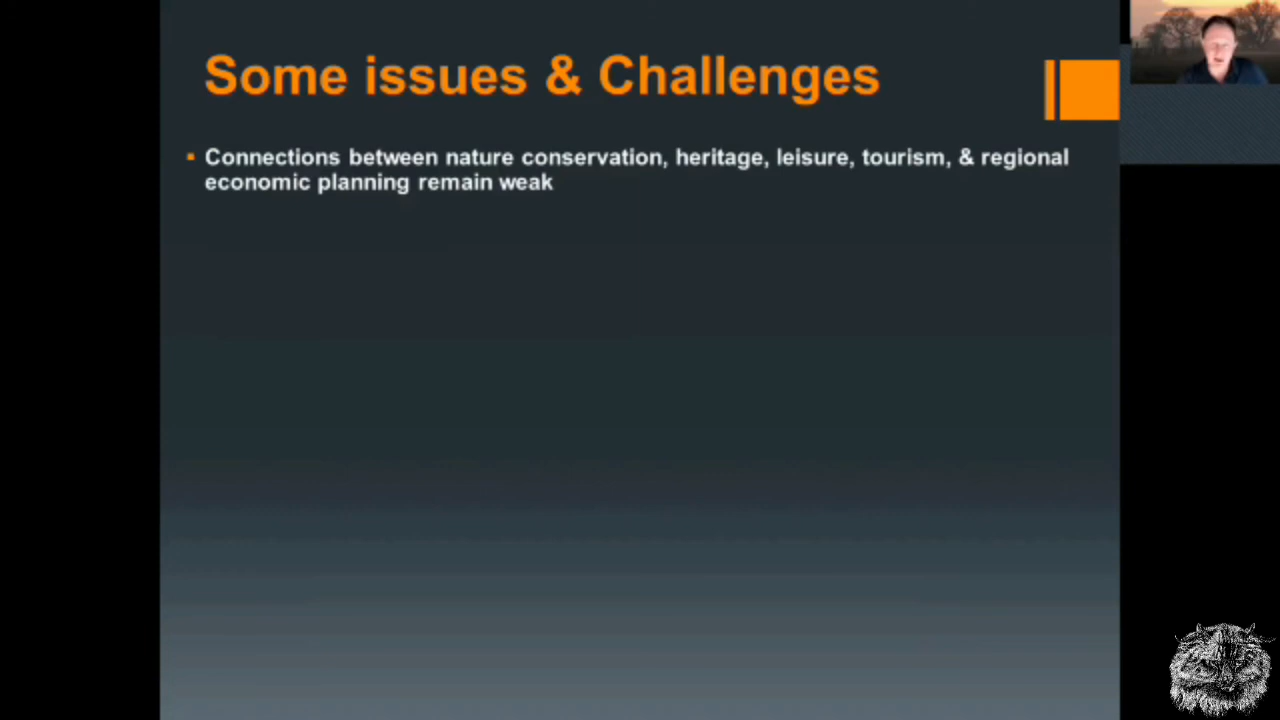 Some issues & Challenges
Connections between nature conservation, heritage, leisure, tourism, & regional
economic planning remain weak